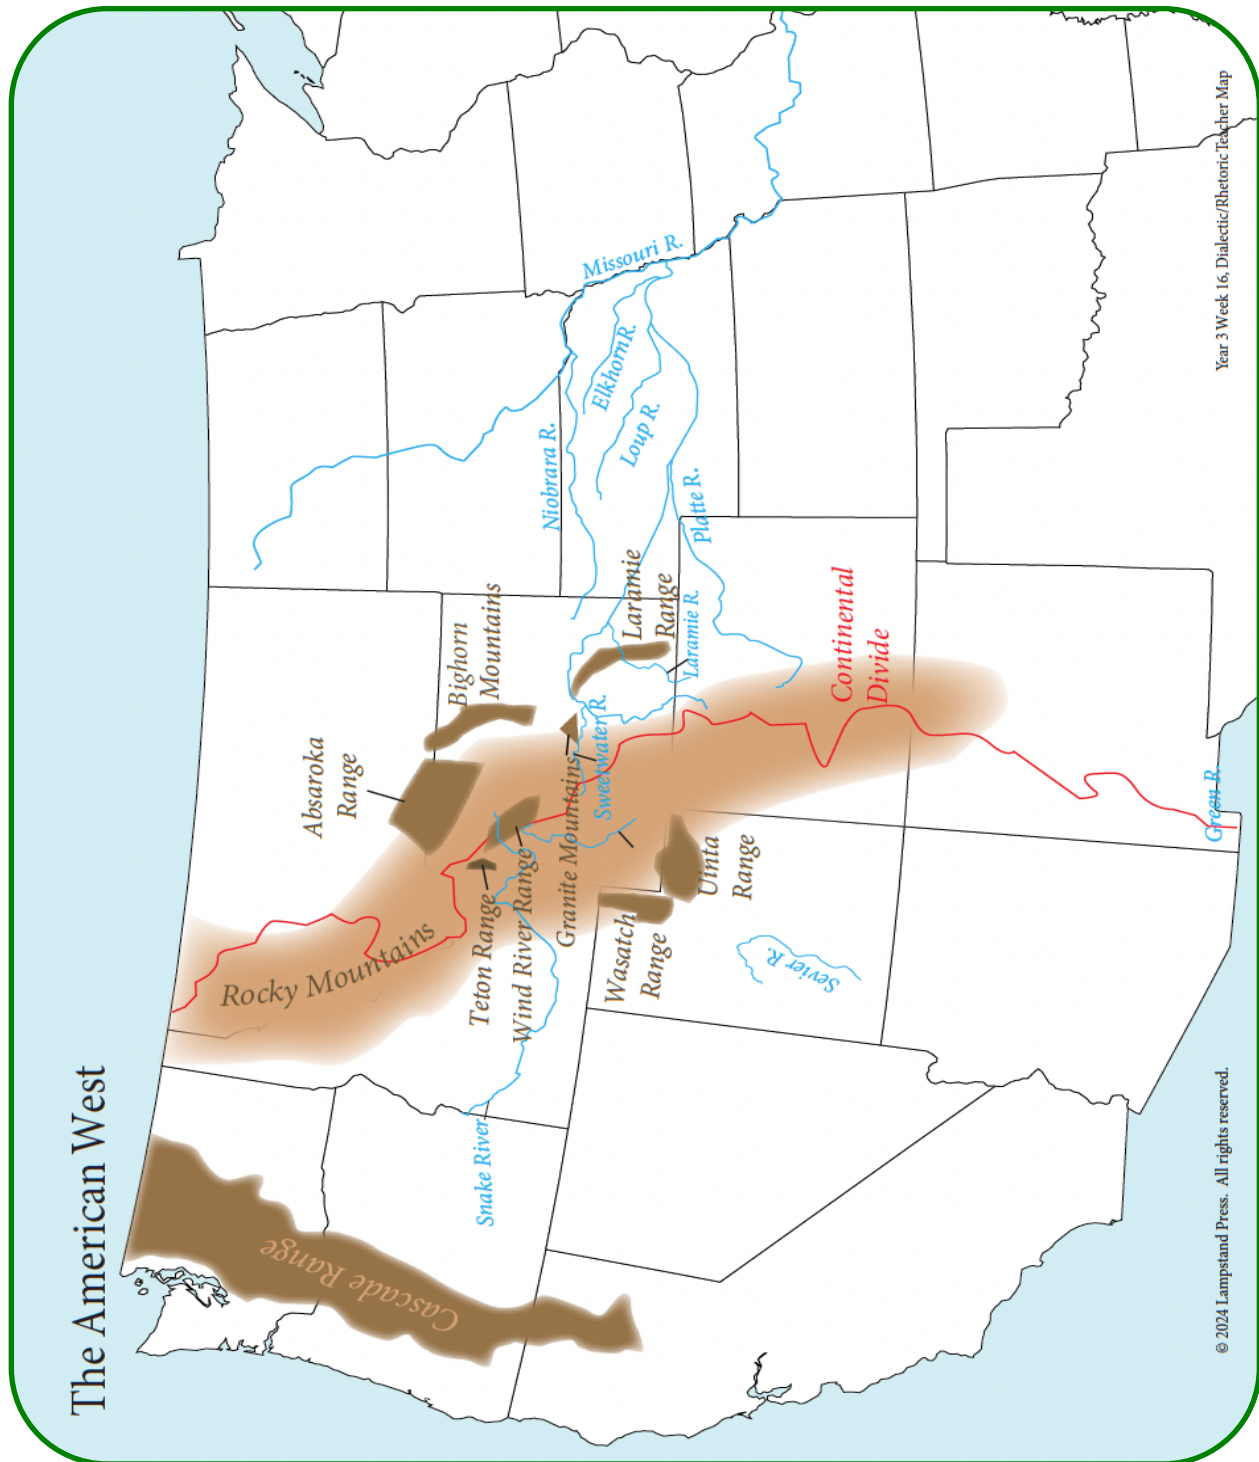 The American West
Cascade Range
Rocky Mountains
Absaroka
Range
Bighorn
Mountains
Teton Range
Wind River Range
Granite Mountains
Sweetwater R.
Snake River
Wasatch
Range
Uinta
Range
Laramie
Range
Laramie R.
Niobrara R.
Elkhorn R.
Loup R.
Platte R.
Missouri R.
Sevier R.
Continental
Divide
Green R.
© 2024 Lampstand Press. All rights reserved.
Year 3 Week 16, Dialectic/Rhetoric Teacher Map